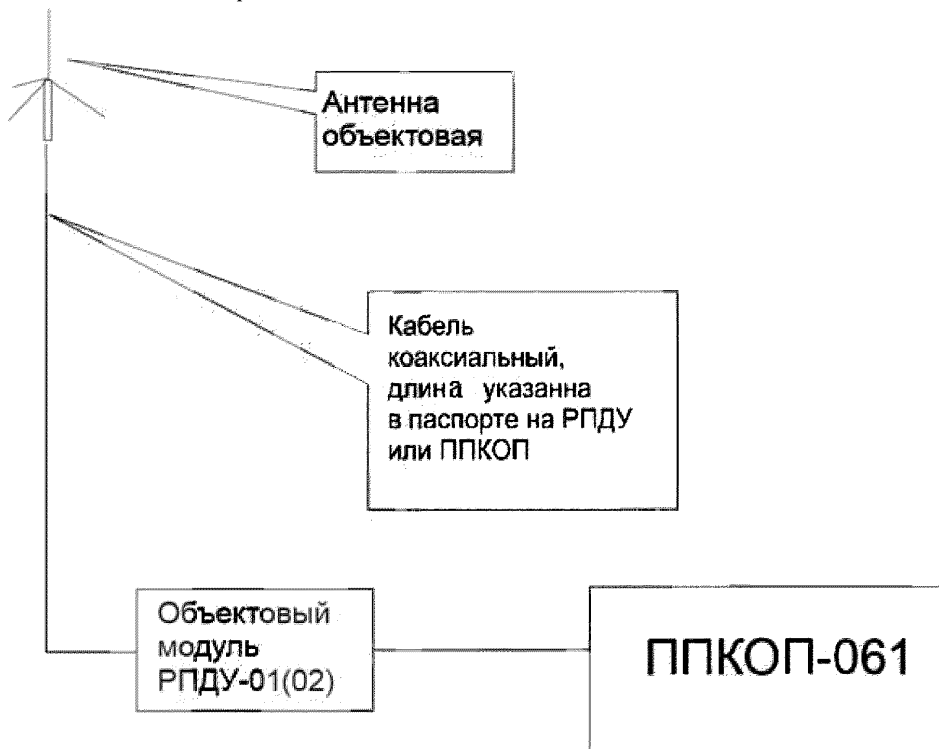 Антенна
объектовая
Кабель
коаксиальный,
длина указанна
в паспорте на РПДУ
или ППКОП
Объектовый
модуль
РПДУ-01(02)
ППКОП-061